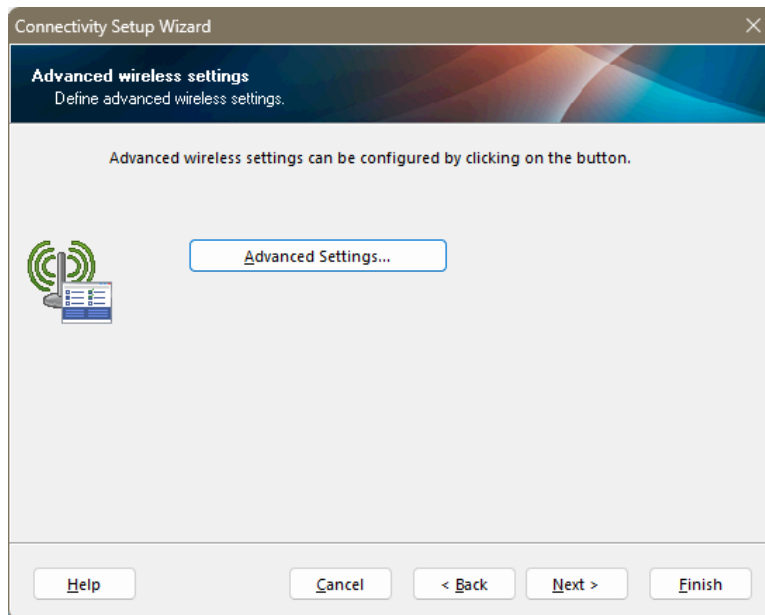 Connectivity Setup Wizard
Advanced wireless settings
Define advanced wireless settings.
Advanced wireless settings can be configured by clicking on the button.
Advanced Settings...
Help
Cancel
< Back
Next >
Finish